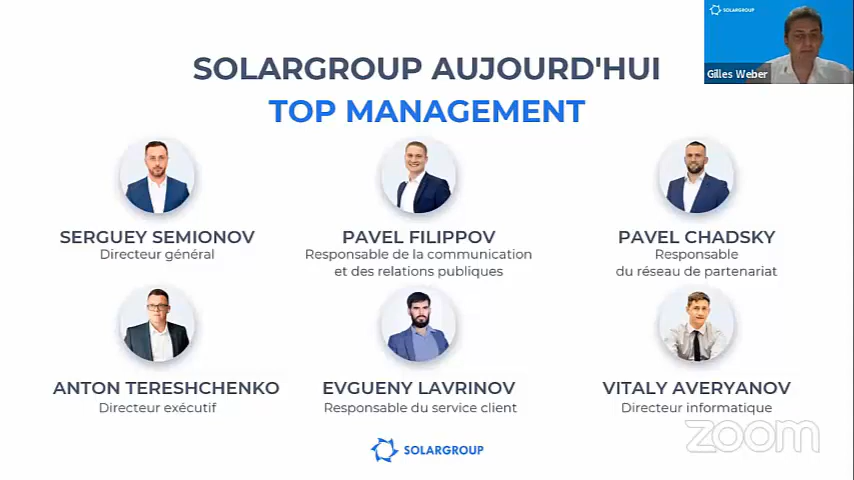 SOLARGROUP
Gilles Weber
SOLARGROUP AUJOURD'HUI
TOP MANAGEMENT
SERGUEY SEMIONOV
Directeur général
PAVEL FILIPPOV
Responsable de la communication
et des relations publiques
PAVEL CHADSKY
Responsable
du réseau de partenariat
ANTON TERESHCHENKO
Directeur exécutif
EVGUENY LAVRINOV
Responsable du service client
VITALY AVERYANOV
Directeur informatique
zoom
SOLARGROUP